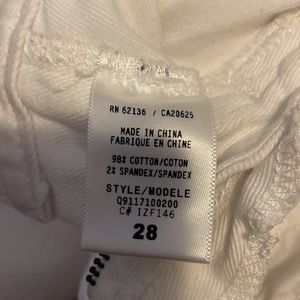 RN 62136 / CA20625
MADE IN CHINA
FABRIQUE EN CHINE
98% COTTON/COTON
2% SPANDEX/SPANDEX
STYLE/MODELE
Q9117100200
C# IZF146
28